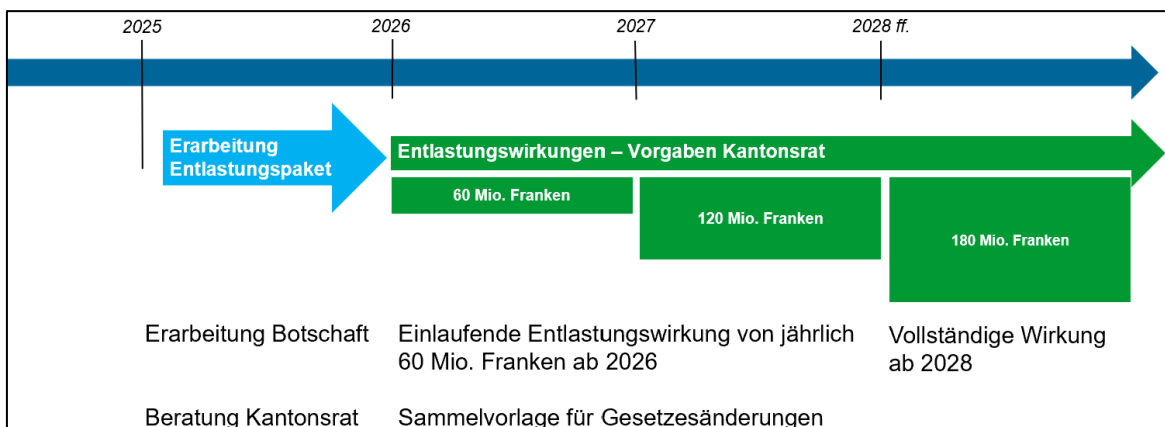 2025
2026
2027
2028 ff.
Erarbeitung
Entlastungspaket
Entlastungswirkungen – Vorgaben Kantonsrat
60 Mio. Franken
120 Mio. Franken
180 Mio. Franken
Erarbeitung Botschaft
Einlaufende Entlastungswirkung von jährlich
60 Mio. Franken ab 2026
Vollständige Wirkung
ab 2028
Beratung Kantonsrat
Sammelvorlage für Gesetzesänderungen